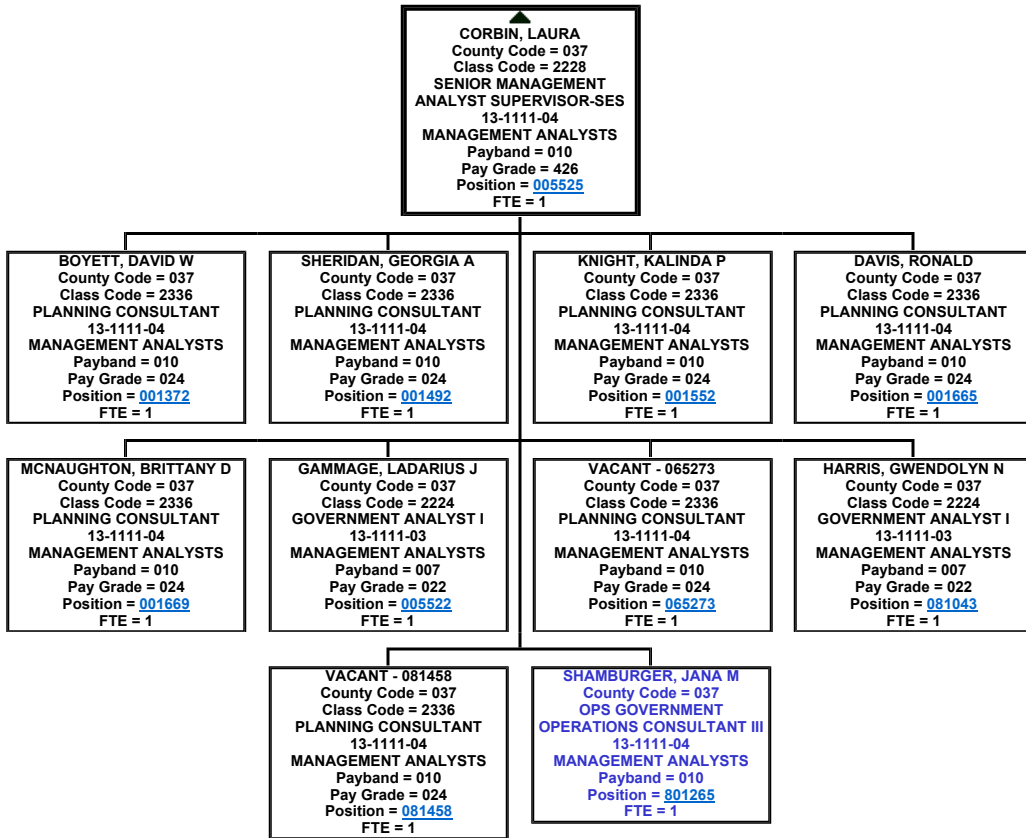 CORBIN, LAURA
County Code = 037
Class Code = 2228
SENIOR MANAGEMENT
ANALYST SUPERVISOR-SES
13-1111-04
MANAGEMENT ANALYSTS
Payband = 010
Pay Grade = 426
Position = 005525
FTE = 1
BOYETT, DAVID W
County Code = 037
Class Code = 2336
PLANNING CONSULTANT
13-1111-04
MANAGEMENT ANALYSTS
Payband = 010
Pay Grade = 024
Position = 001372
FTE = 1
SHERIDAN, GEORGIA A
County Code = 037
Class Code = 2336
PLANNING CONSULTANT
13-1111-04
MANAGEMENT ANALYSTS
Payband = 010
Pay Grade = 024
Position = 001492
FTE = 1
KNIGHT, KALINDA P
County Code = 037
Class Code = 2336
PLANNING CONSULTANT
13-1111-04
MANAGEMENT ANALYSTS
Payband = 010
Pay Grade = 024
Position = 001552
FTE = 1
DAVIS, RONALD
County Code = 037
Class Code = 2336
PLANNING CONSULTANT
13-1111-04
MANAGEMENT ANALYSTS
Payband = 010
Pay Grade = 024
Position = 001665
FTE = 1
MCNAUGHTON, BRITTANY D
County Code = 037
Class Code = 2336
PLANNING CONSULTANT
13-1111-04
MANAGEMENT ANALYSTS
Payband = 010
Pay Grade = 024
Position = 001669
FTE = 1
GAMMAGE, LADARIUS J
County Code = 037
Class Code = 2224
GOVERNMENT ANALYST I
13-1111-03
MANAGEMENT ANALYSTS
Payband = 007
Pay Grade = 022
Position = 005522
FTE = 1
VACANT - 065273
County Code = 037
Class Code = 2336
PLANNING CONSULTANT
13-1111-04
MANAGEMENT ANALYSTS
Payband = 010
Pay Grade = 024
Position = 065273
FTE = 1
HARRIS, GWENDOLYN N
County Code = 037
Class Code = 2224
GOVERNMENT ANALYST I
13-1111-03
MANAGEMENT ANALYSTS
Payband = 007
Pay Grade = 022
Position = 081043
FTE = 1
VACANT - 081458
County Code = 037
Class Code = 2336
PLANNING CONSULTANT
13-1111-04
MANAGEMENT ANALYSTS
Payband = 010
Pay Grade = 024
Position = 081458
FTE = 1
SHAMBURGER, JANA M
County Code = 037
OPS GOVERNMENT
OPERATIONS CONSULTANT III
13-1111-04
MANAGEMENT ANALYSTS
Payband = 010
Position = 801265
FTE = 1